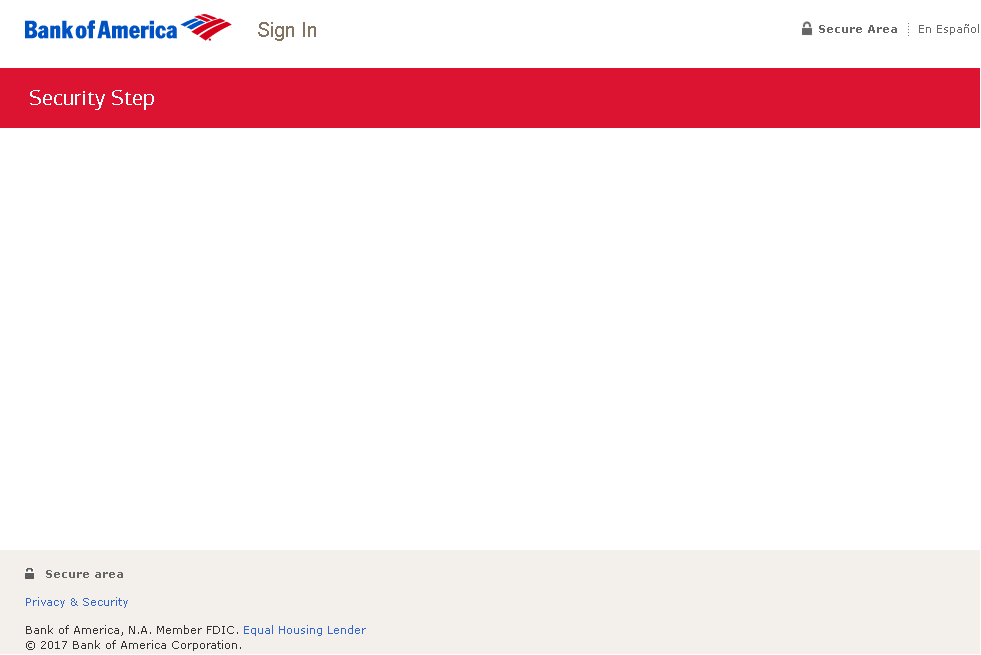 Bank of America Sign In Secure Area En Español
Security Step
Secure area
Privacy & Security
Bank of America, N.A. Member FDIC. Equal Housing Lender
© 2017 Bank of America Corporation.